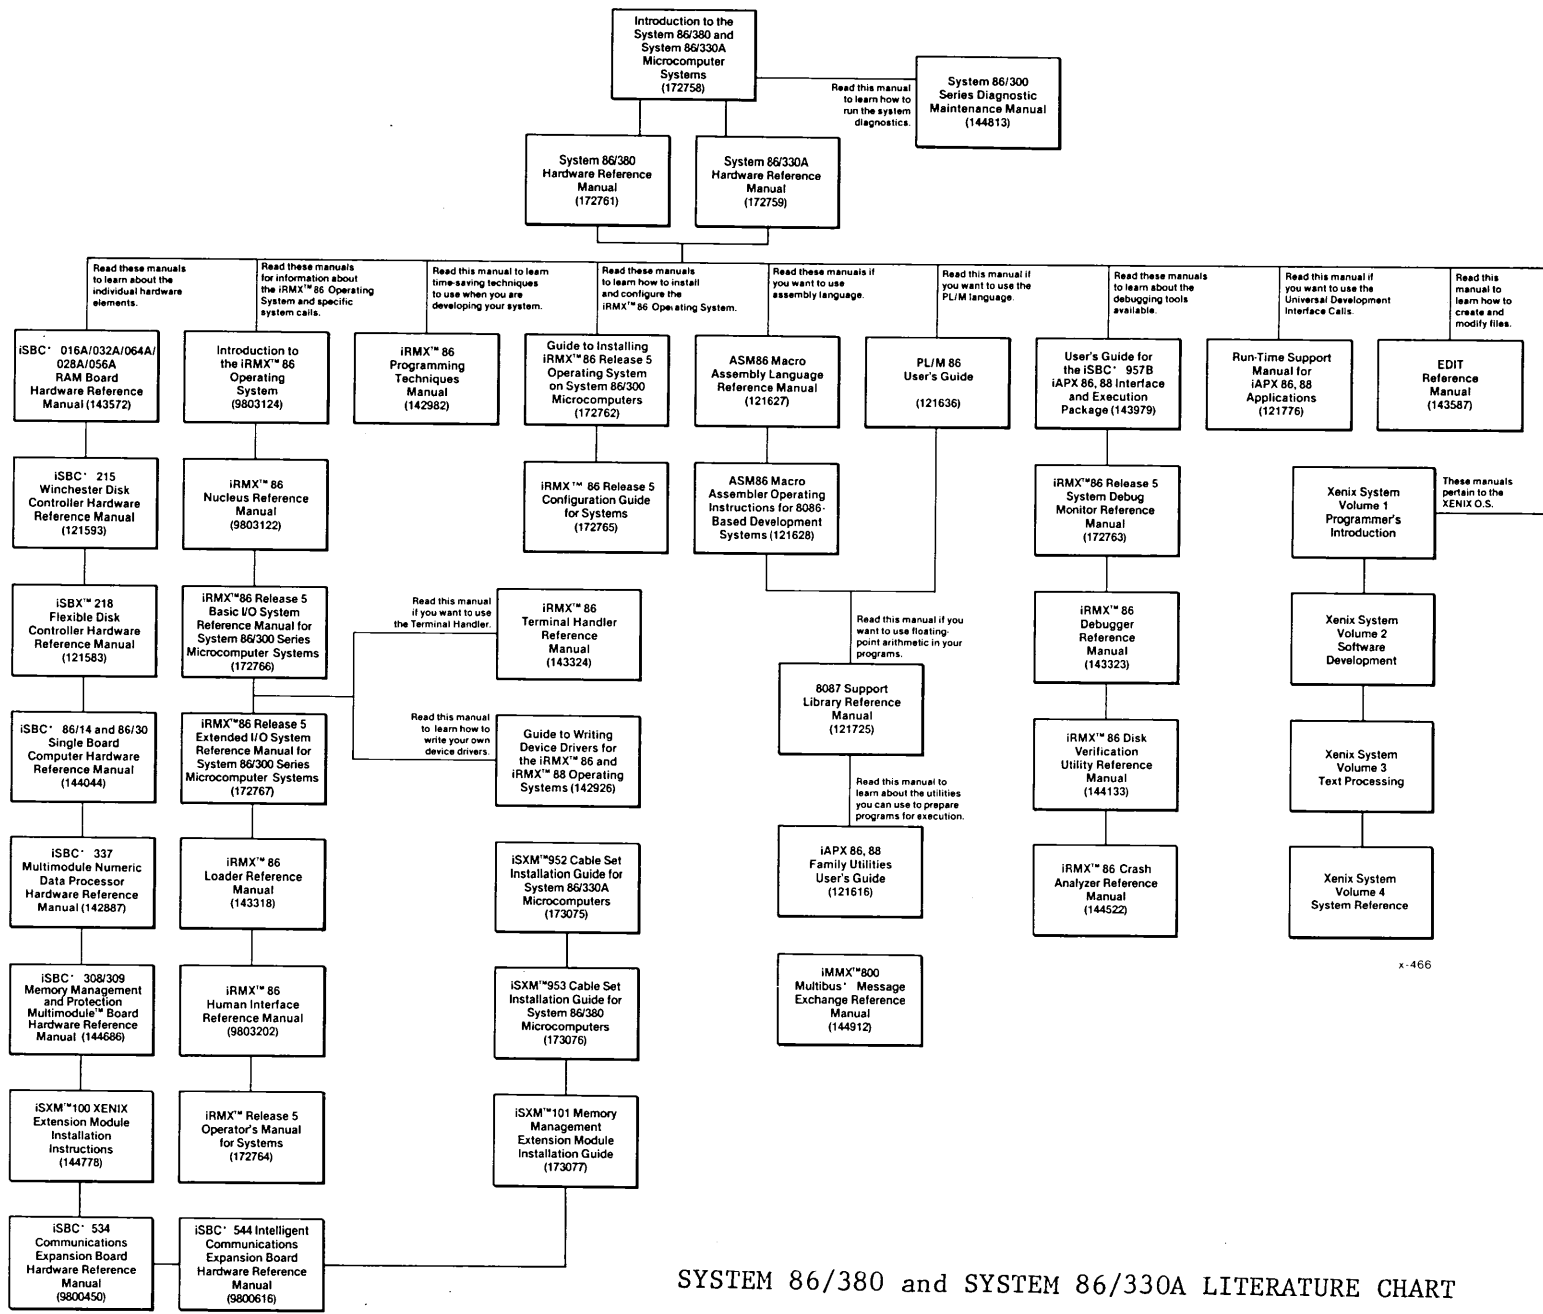 Introduction to the
System 86/380 and
System 86/330A
Microcomputer
Systems
(172758)
Read this manual
to learn how to
run the system
diagnostics.
System 86/300
Series Diagnostic
Maintenance Manual
(144813)
System 86/380
Hardware Reference
Manual
(172761)
System 86/330A
Hardware Reference
Manual
(172759)
Read these manuals
to learn about the
individual hardware
elements.
Read these manuals
for information about
the iRMX™ 86 Operating
System and specific
system calls.
Read this manual to learn
time-saving techniques
to use when you are
developing your system.
Read these manuals
to learn how to install
and configure the
iRMX™ 86 Operating System.
Read these manuals if
you want to use
assembly language.
Read this manual if
you want to use the
PL/M language.
Read these manuals
to learn about the
debugging tools
available.
Read this manual if
you want to use the
Universal Development
Interface Calls.
Read this
manual to
learn how to
create and
modify files.
iSBC* 016A/032A/064A/
028A/056A
RAM Board
Hardware Reference
Manual (143572)
Introduction to
the iRMX™ 86
Operating
System
(9803124)
iRMX™ 86
Programming
Techniques
Manual
(142982)
Guide to Installing
iRMX™ 86 Release 5
Operating System
on System 86/300
Microcomputers
(172762)
ASM86 Macro
Assembly Language
Reference Manual
(121627)
PL/M 86
User's Guide
(121636)
User's Guide for
the iSBC* 957B
iAPX 86, 88 Interface
and Execution
Package (143979)
Run-Time Support
Manual for
iAPX 86, 88
Applications
(121776)
EDIT
Reference
Manual
(143587)
iSBC* 215
Winchester Disk
Controller Hardware
Reference Manual
(121593)
iRMX™ 86
Nucleus Reference
Manual
(9803122)
iRMX™ 86 Release 5
Configuration Guide
for Systems
(172765)
ASM86 Macro
Assembler Operating
Instructions for 8086-
Based Development
Systems (121628)
iRMX™86 Release 5
System Debug
Monitor Reference
Manual
(172763)
Xenix System
Volume 1
Programmer's
Introduction
These manuals
pertain to the
XENIX O.S.
iSBX™ 218
Flexible Disk
Controller Hardware
Reference Manual
(121583)
iRMX™86 Release 5
Basic I/O System
Reference Manual for
System 86/300 Series
Microcomputer Systems
(172766)
Read this manual
if you want to use
the Terminal Handler.
iRMX™ 86
Terminal Handler
Reference
Manual
(143324)
Read this manual if you
want to use floating-
point arithmetic in your
programs.
iRMX™ 86
Debugger
Reference
Manual
(143323)
Xenix System
Volume 2
Software
Development
8087 Support
Library Reference
Manual
(121725)
iSBC* 86/14 and 86/30
Single Board
Computer Hardware
Reference Manual
(144044)
iRMX™86 Release 5
Extended I/O System
Reference Manual for
System 86/300 Series
Microcomputer Systems
(172767)
Read this manual
to learn how to
write your own
device drivers.
Guide to Writing
Device Drivers for
the iRMX™ 86 and
iRMX™ 88 Operating
Systems (142926)
iRMX™ 86 Disk
Verification
Utility Reference
Manual
(144133)
Xenix System
Volume 3
Text Processing
Read this manual to
learn about the utilities
you can use to prepare
programs for execution.
iSBC* 337
Multimodule Numeric
Data Processor
Hardware Reference
Manual (142887)
iRMX™ 86
Loader Reference
Manual
(143318)
iSXM™952 Cable Set
Installation Guide for
System 86/330A
Microcomputers
(173075)
iAPX 86, 88
Family Utilities
User's Guide
(121616)
iRMX™ 86 Crash
Analyzer Reference
Manual
(144522)
Xenix System
Volume 4
System Reference
x-466
iSBC* 308/309
Memory Management
and Protection
Multimodule™ Board
Hardware Reference
Manual (144686)
iRMX™ 86
Human Interface
Reference Manual
(9803202)
iSXM™953 Cable Set
Installation Guide for
System 86/380
Microcomputers
(173076)
iMMX™800
Multibus* Message
Exchange Reference
Manual
(144912)
iSXM™100 XENIX
Extension Module
Installation
Instructions
(144778)
iRMX™ Release 5
Operator's Manual
for Systems
(172764)
iSXM™101 Memory
Management
Extension Module
Installation Guide
(173077)
iSBC* 534
Communications
Expansion Board
Hardware Reference
Manual
(9800450)
iSBC* 544 Intelligent
Communications
Expansion Board
Hardware Reference
Manual
(9800616)
SYSTEM 86/380 and SYSTEM 86/330A LITERATURE CHART